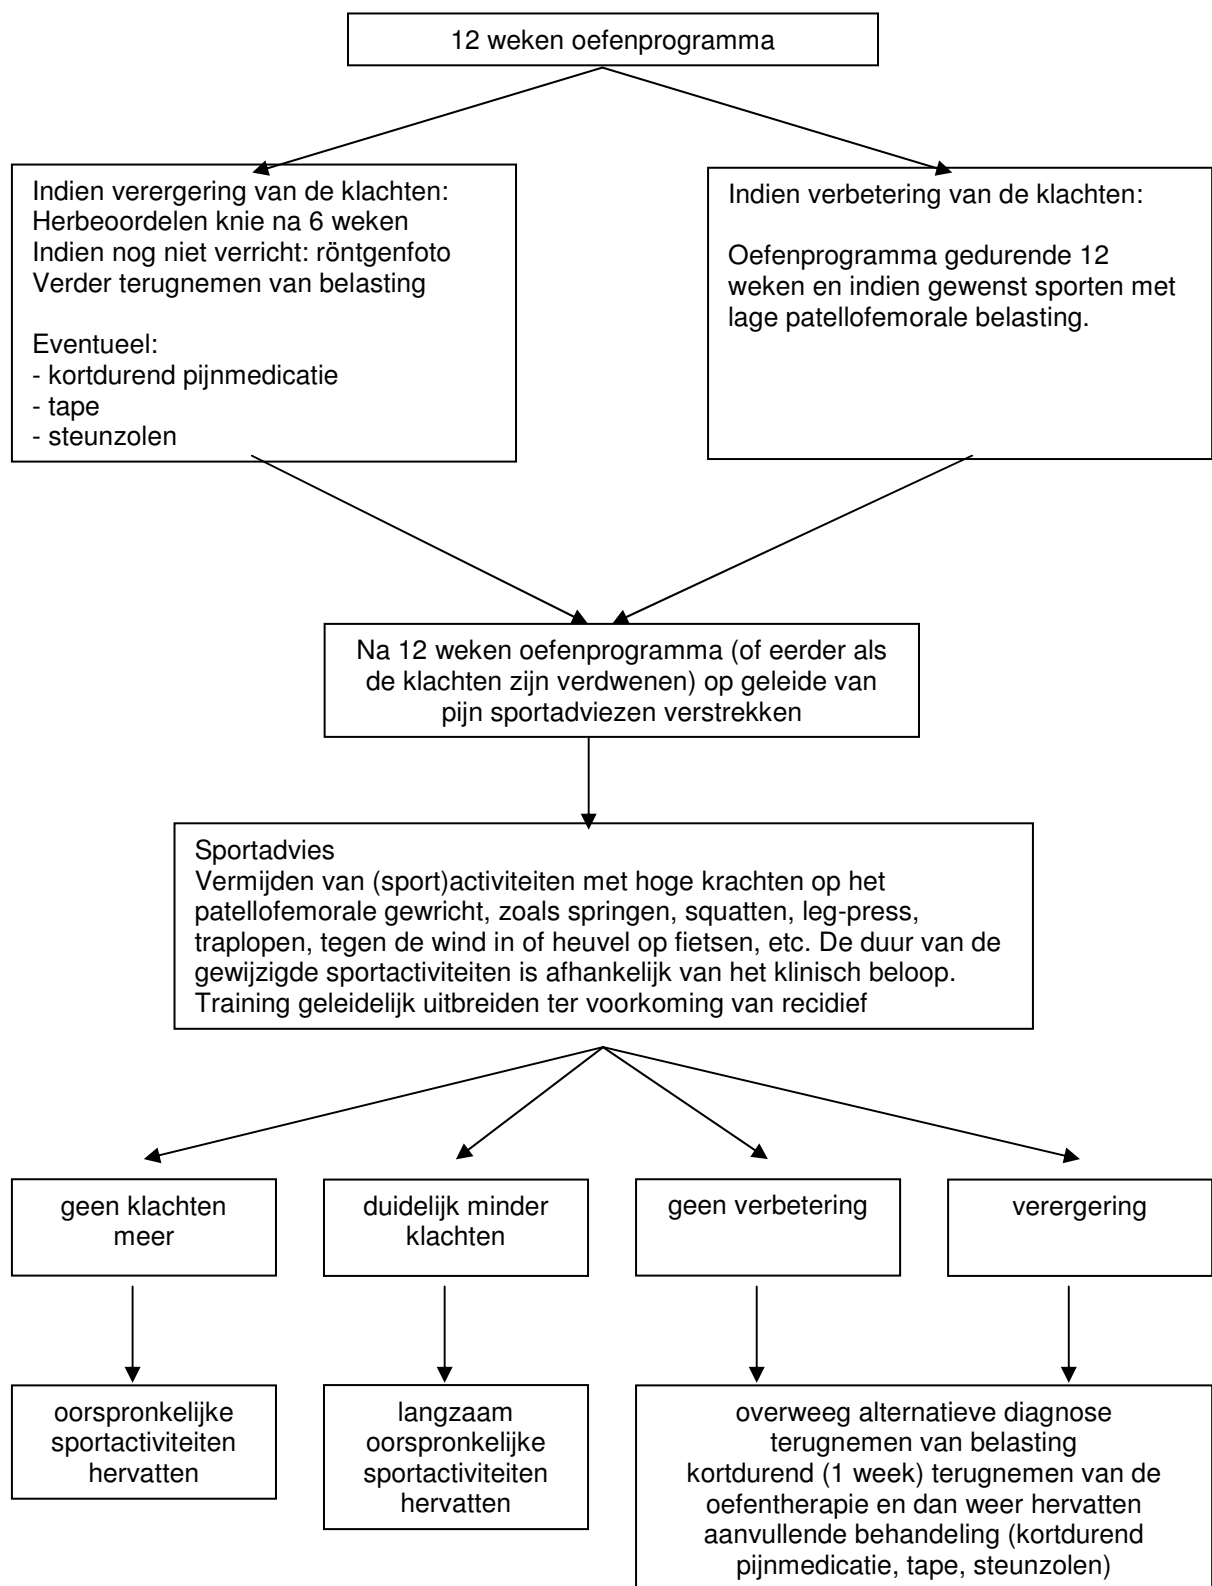 12 weken oefenprogramma
Indien verergering van de klachten:
Herbeoordelen knie na 6 weken
Indien nog niet verricht: röntgenfoto
Verder terugnemen van belasting
Eventueel:
- kortdurend pijnmedicatie
- tape
- steunzolen
Indien verbetering van de klachten:
Oefenprogramma gedurende 12
weken en indien gewenst sporten met
lage patellofemorale belasting.
Na 12 weken oefenprogramma (of eerder als
de klachten zijn verdwenen) op geleide van
pijn sportadviezen verstrekken
Sportadvies
Vermijden van (sport)activiteiten met hoge krachten op het
patellofemorale gewricht, zoals springen, squatten, leg-press,
traplopen, tegen de wind in of heuvel op fietsen, etc. De duur van de
gewijzigde sportactiviteiten is afhankelijk van het klinisch beloop.
Training geleidelijk uitbreiden ter voorkoming van recidief
geen klachten
meer
duidelijk minder
klachten
geen verbetering
verergering
oorspronkelijke
sportactiviteiten
hervatten
langzaam
oorspronkelijke
sportactiviteiten
hervatten
overweeg alternatieve diagnose
terugnemen van belasting
kortdurend (1 week) terugnemen van de
oefentherapie en dan weer hervatten
aanvullende behandeling (kortdurend
pijnmedicatie, tape, steunzolen)